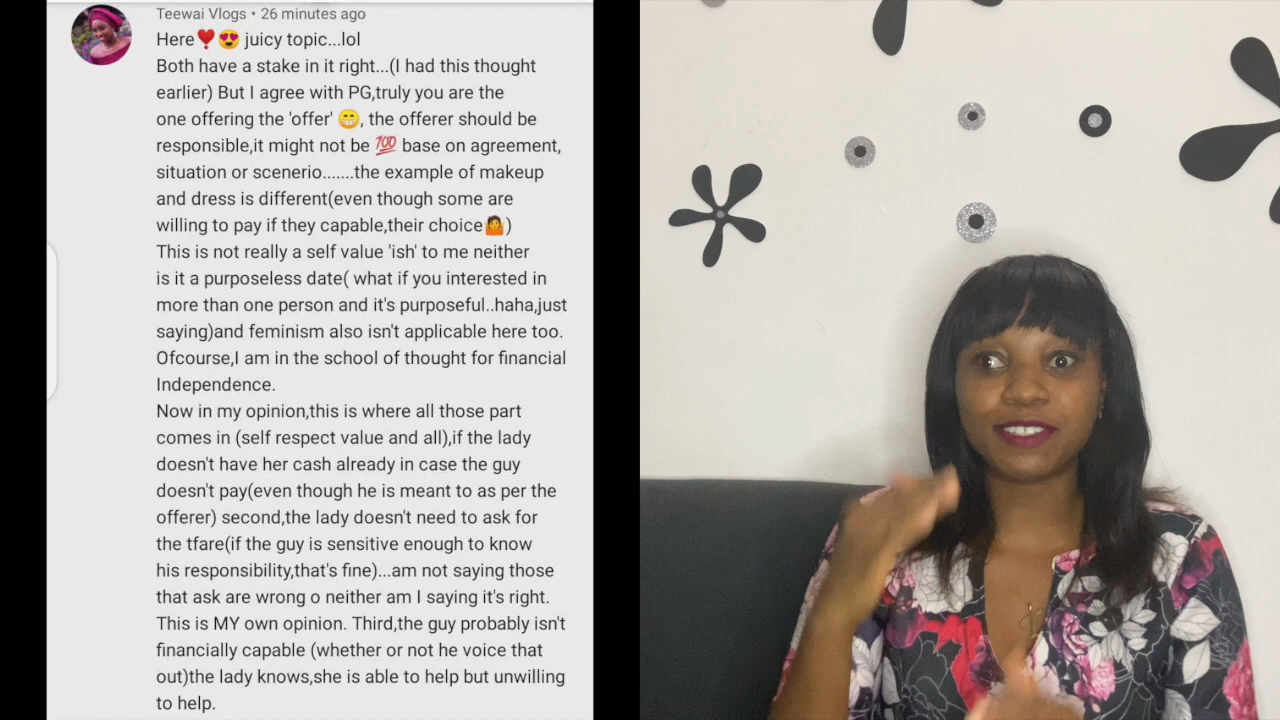 Teewai Vlogs • 26 minutes ago
Here❣️😍 juicy topic...lol
Both have a stake in it right...(I had this thought
earlier) But I agree with PG,truly you are the
one offering the 'offer' 😁, the offerer should be
responsible,it might not be 💯 base on agreement,
situation or scenerio.......the example of makeup
and dress is different(even though some are
willing to pay if they capable,their choice🤷)
This is not really a self value 'ish' to me neither
is it a purposeless date( what if you interested in
more than one person and it's purposeful..haha,just
saying)and feminism also isn't applicable here too.
Ofcourse,I am in the school of thought for financial
Independence.
Now in my opinion,this is where all those part
comes in (self respect value and all),if the lady
doesn't have her cash already in case the guy
doesn't pay(even though he is meant to as per the
offerer) second,the lady doesn't need to ask for
the tfare(if the guy is sensitive enough to know
his responsibility,that's fine)...am not saying those
that ask are wrong o neither am I saying it's right.
This is MY own opinion. Third,the guy probably isn't
financially capable (whether or not he voice that
out)the lady knows,she is able to help but unwilling
to help.